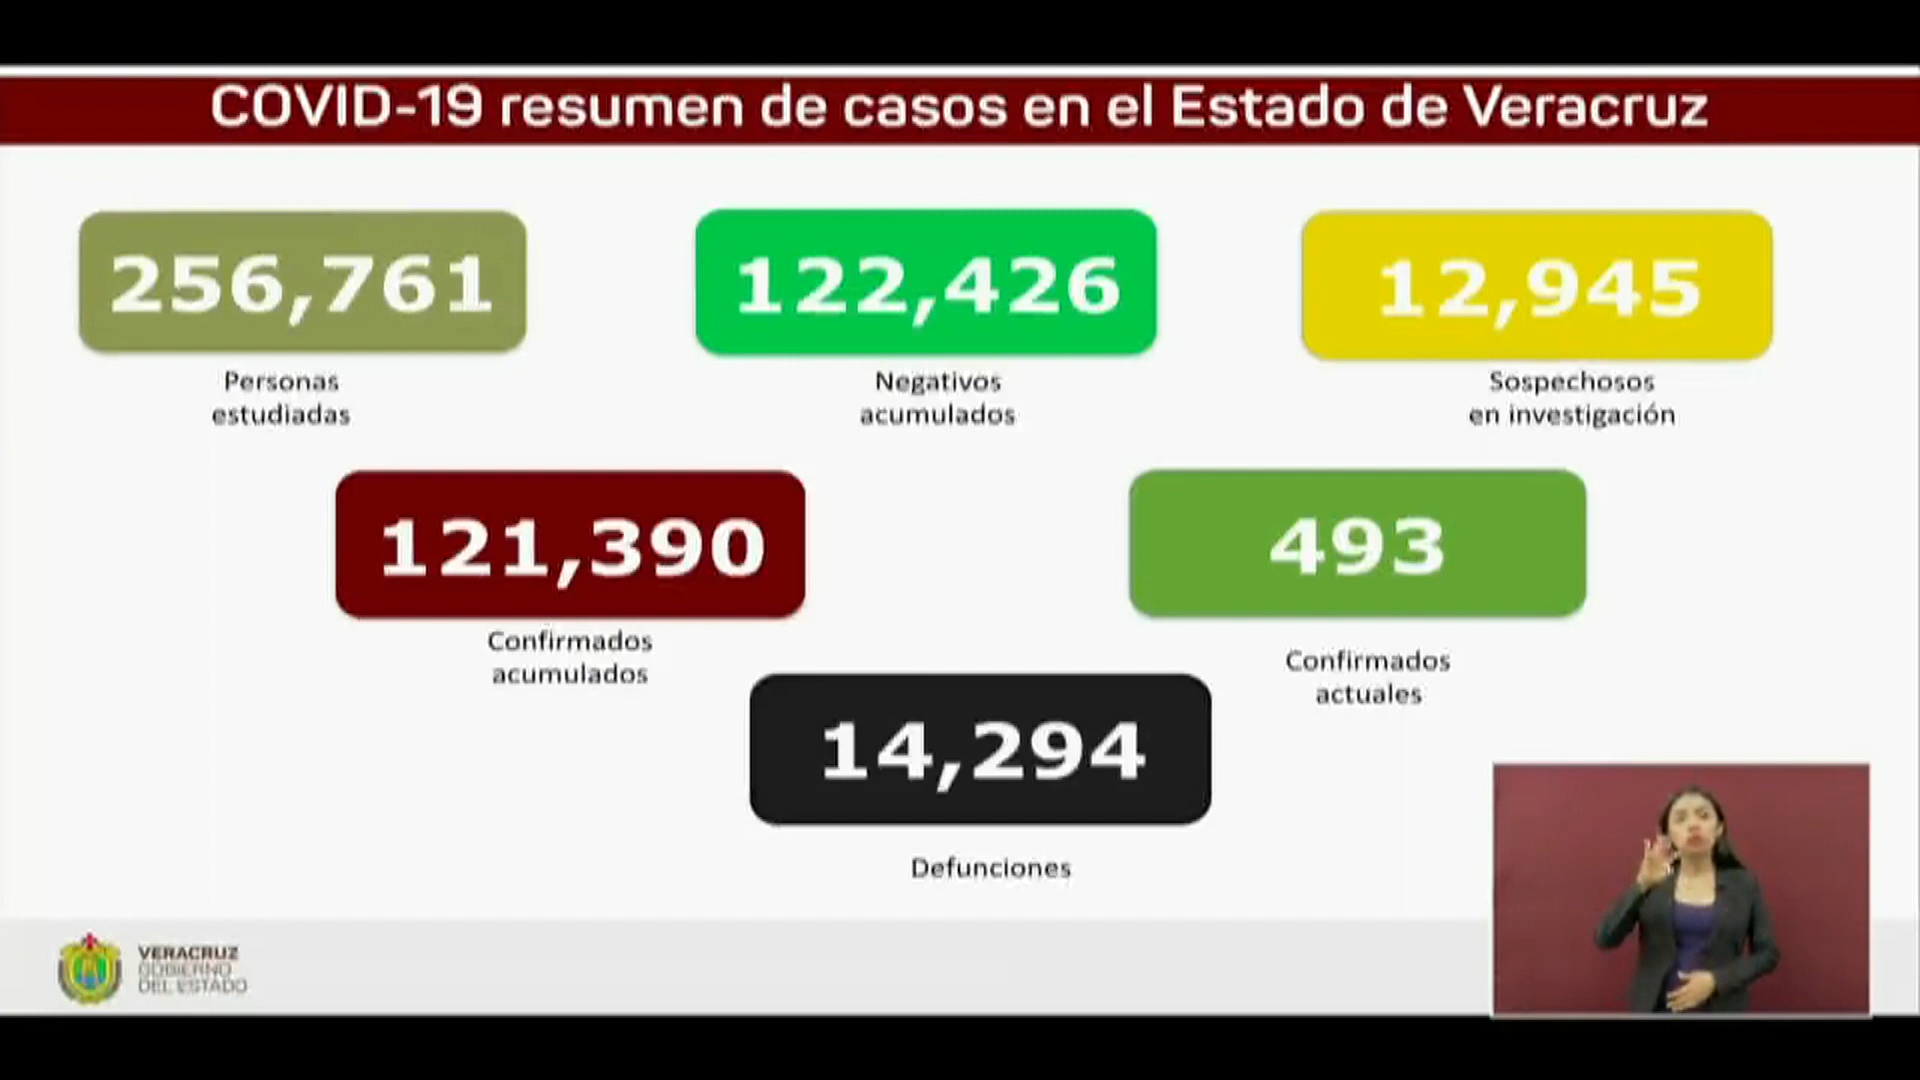 COVID-19 resumen de casos en el Estado de Veracruz
256,761
Personas
estudiadas
122,426
Negativos
acumulados
12,945
Sospechosos
en investigación
121,390
Confirmados
acumulados
493
Confirmados
actuales
14,294
Defunciones
VERACRUZ
GOBIERNO
DEL ESTADO